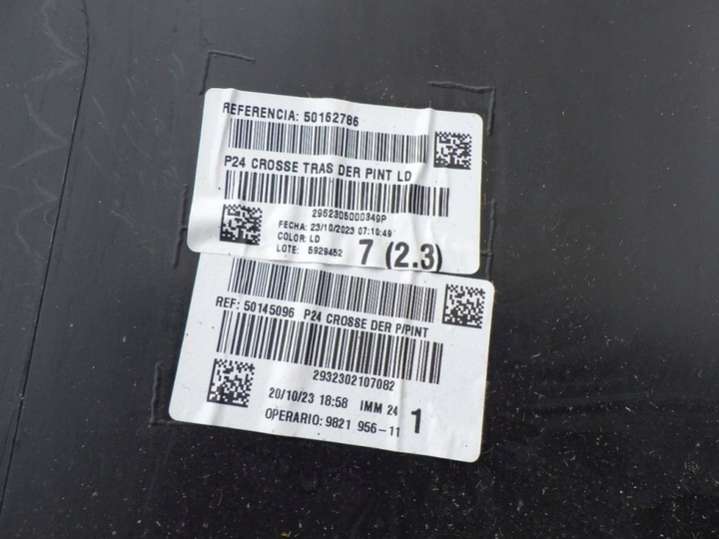 REFERENCIA: 50162786
P24 CROSSE TRAS DER PINT LD
2952305000349P
FECHA: 23/10/2023 07:10:49
COLOR: LD
LOTE: 5929452
7 (2.3)
REF: 50145096 P24 CROSSE DER P/PINT
2932302107082
20/10/23 18:58 IMM 24
OPERARIO: 9821 956-11
1